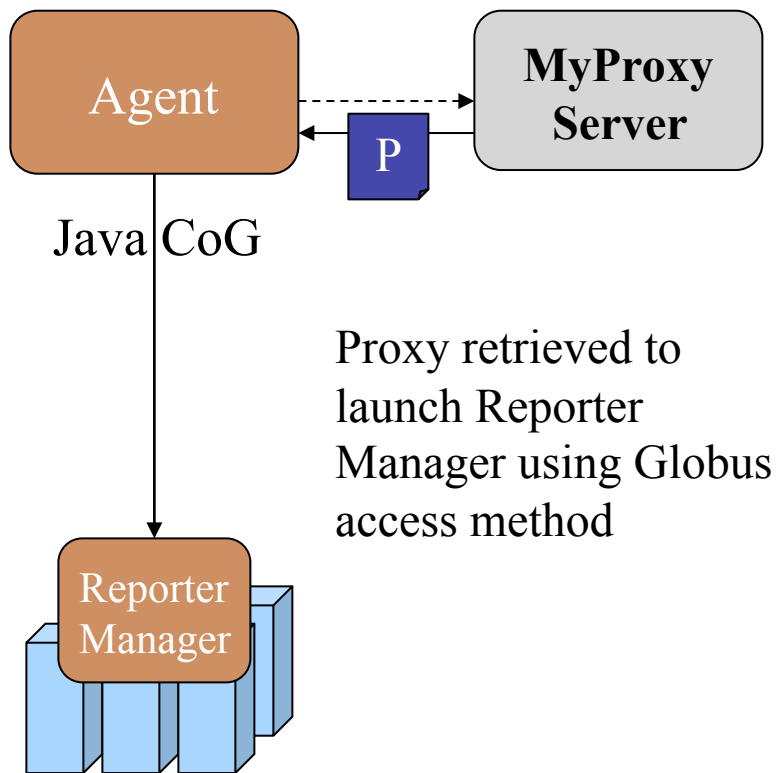 Agent
MyProxy
Server
P
Java CoG
Proxy retrieved to
launch Reporter
Manager using Globus
access method
Reporter
Manager